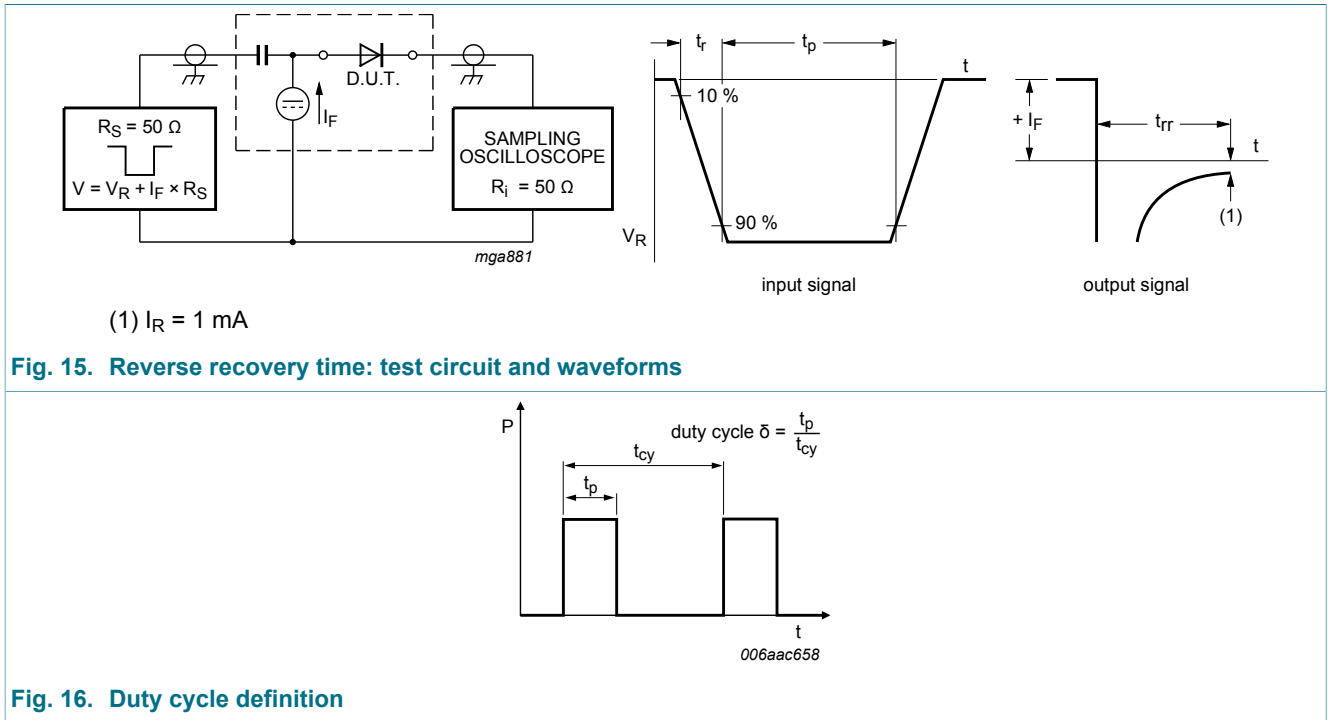 D.U.T.
I_F
R_S = 50 Ω
V = V_R + I_F × R_S
SAMPLING
OSCILLOSCOPE
R_i = 50 Ω
mga881
t_r
t_p
t
10 %
90 %
V_R
input signal
+ I_F
t_rr
t
(1)
output signal
(1) I_R = 1 mA
Fig. 15. Reverse recovery time: test circuit and waveforms
P
duty cycle δ = t_p / t_cy
t_cy
t_p
t
006aac658
Fig. 16. Duty cycle definition